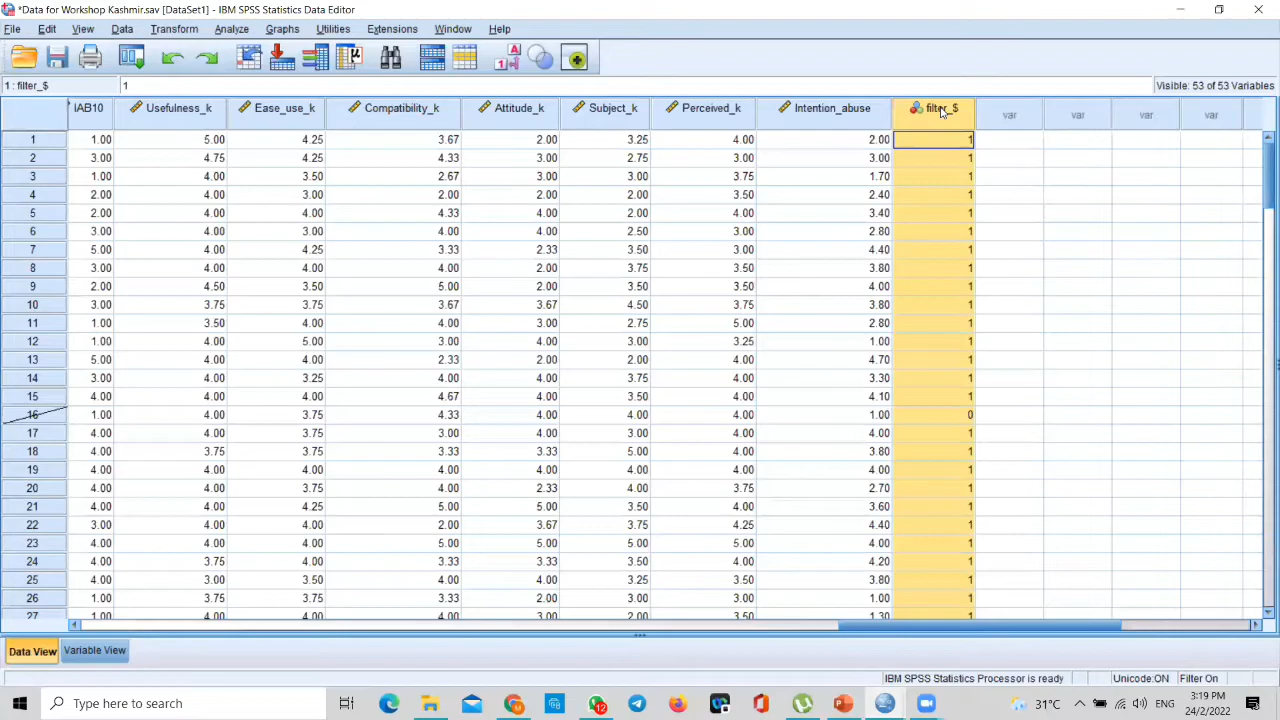 *Data for Workshop Kashmir.sav [DataSet1] - IBM SPSS Statistics Data Editor
File Edit View Data Transform Analyze Graphs Utilities Extensions Window Help
1 : filter_$ 1 Visible: 53 of 53 Variables
IAB10 Usefulness_k Ease_use_k Compatibility_k Attitude_k Subject_k Perceived_k Intention_abuse filter_$ var var var var
1 1.00 5.00 4.25 3.67 2.00 3.25 4.00 2.00 1
2 3.00 4.75 4.25 4.33 3.00 2.75 3.00 3.00 1
3 1.00 4.00 3.50 2.67 3.00 3.00 3.75 1.70 1
4 2.00 4.00 3.00 2.00 2.00 2.00 3.50 2.40 1
5 2.00 4.00 4.00 4.33 4.00 2.00 4.00 3.40 1
6 3.00 4.00 3.00 4.00 4.00 2.50 3.00 2.80 1
7 5.00 4.00 4.25 3.33 2.33 3.50 3.00 4.40 1
8 3.00 4.00 4.00 4.00 2.00 3.75 3.50 3.80 1
9 2.00 4.50 3.50 5.00 2.00 3.50 3.50 4.00 1
10 3.00 3.75 3.75 3.67 3.67 4.50 3.75 3.80 1
11 1.00 3.50 4.00 4.00 3.00 2.75 5.00 2.80 1
12 1.00 4.00 5.00 3.00 4.00 3.00 3.25 1.00 1
13 5.00 4.00 4.00 2.33 2.00 2.00 4.00 4.70 1
14 3.00 4.00 3.25 4.00 4.00 3.75 4.00 3.30 1
15 4.00 4.00 4.00 4.67 4.00 3.50 4.00 4.10 1
16 1.00 4.00 3.75 4.33 4.00 4.00 4.00 1.00 0
17 4.00 4.00 3.75 3.00 4.00 3.00 4.00 4.00 1
18 4.00 3.75 3.75 3.33 3.33 5.00 4.00 3.80 1
19 4.00 4.00 4.00 4.00 4.00 4.00 4.00 4.00 1
20 4.00 4.00 3.75 4.00 2.33 4.00 3.75 2.70 1
21 4.00 4.00 4.25 5.00 5.00 3.50 4.00 3.60 1
22 3.00 4.00 4.00 2.00 3.67 3.75 4.25 4.40 1
23 4.00 4.00 4.00 5.00 5.00 5.00 5.00 4.00 1
24 4.00 3.75 4.00 3.33 3.33 3.50 4.00 4.20 1
25 4.00 3.00 3.50 4.00 4.00 3.25 3.50 3.80 1
26 1.00 3.75 3.75 3.33 2.00 3.00 3.00 1.00 1
27 1.00 4.00 4.00 4.00 3.00 2.00 3.50 1.30 1
Data View Variable View
IBM SPSS Statistics Processor is ready Unicode:ON Filter On
Type here to search 12 31°C ENG 3:19 PM
24/2/2022